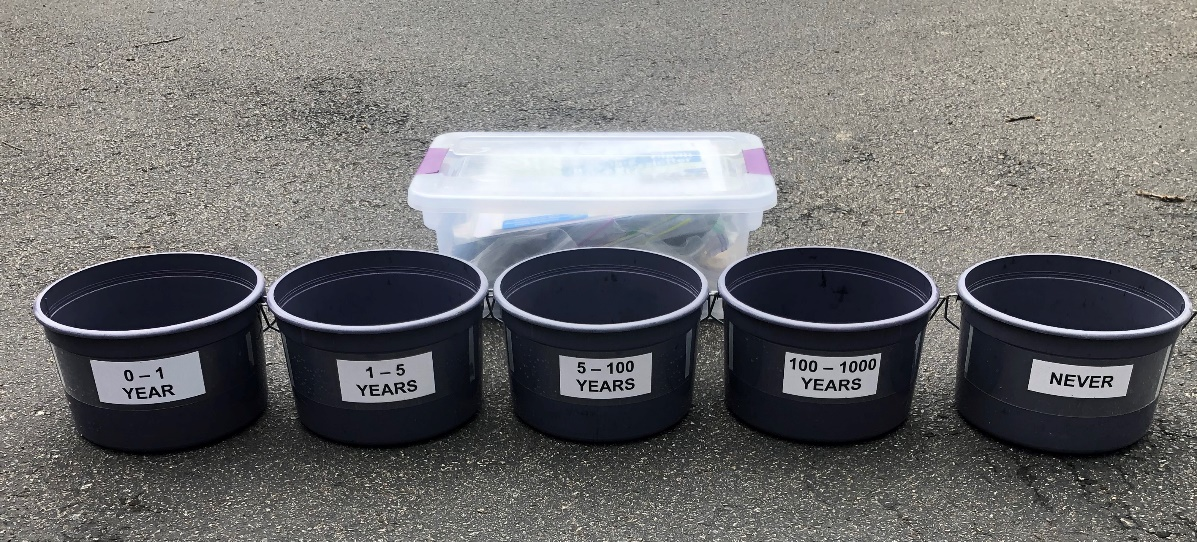 0 – 1
YEAR
1 – 5
YEARS
5 - 100
YEARS
100 - 1000
YEARS
NEVER